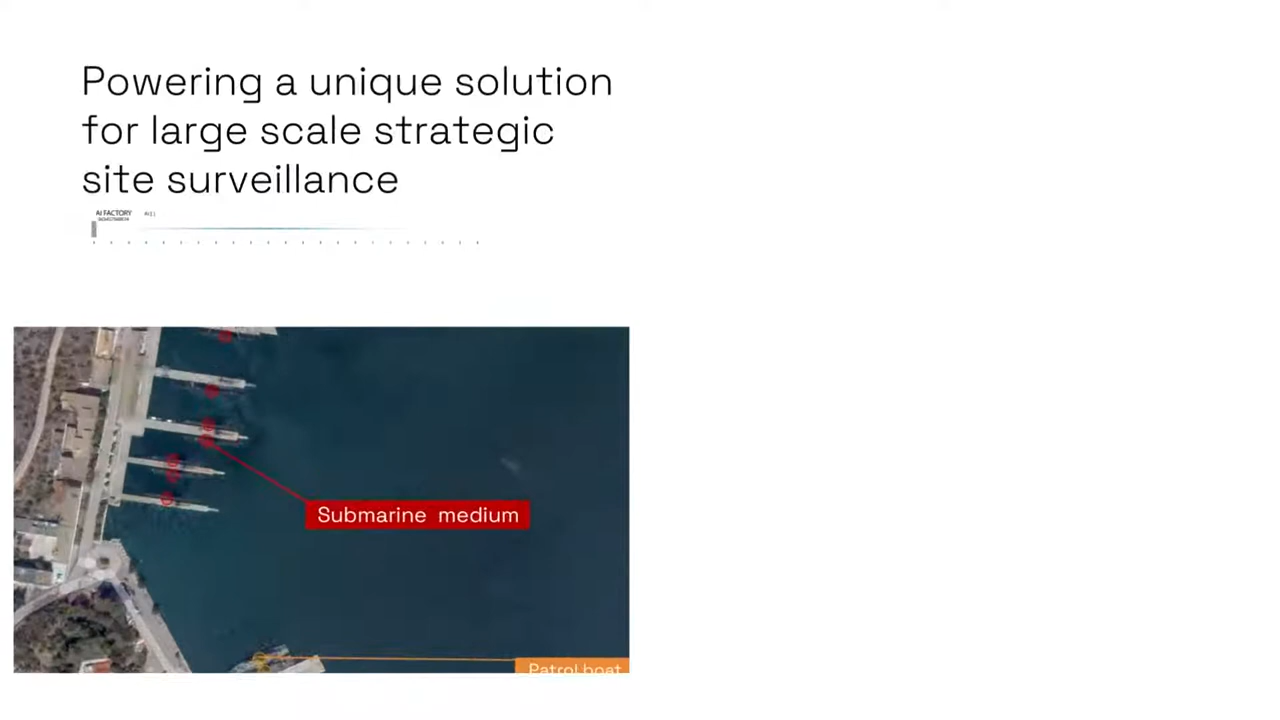 Powering a unique solution
for large scale strategic
site surveillance
AI FACTORY
Submarine medium
Patrol boat